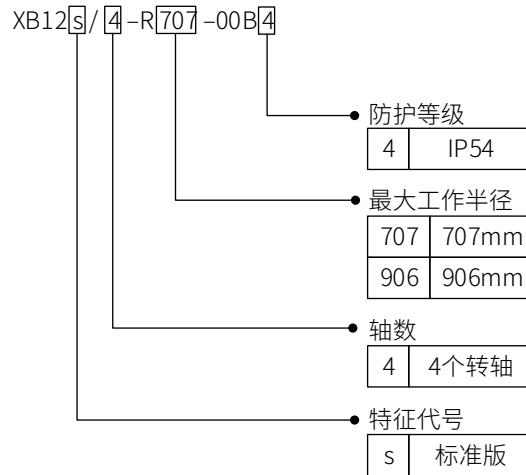 XB12s/4-R707-00B4
防护等级
4 IP54
最大工作半径
707 707mm
906 906mm
轴数
4 4个转轴
特征代号
s 标准版